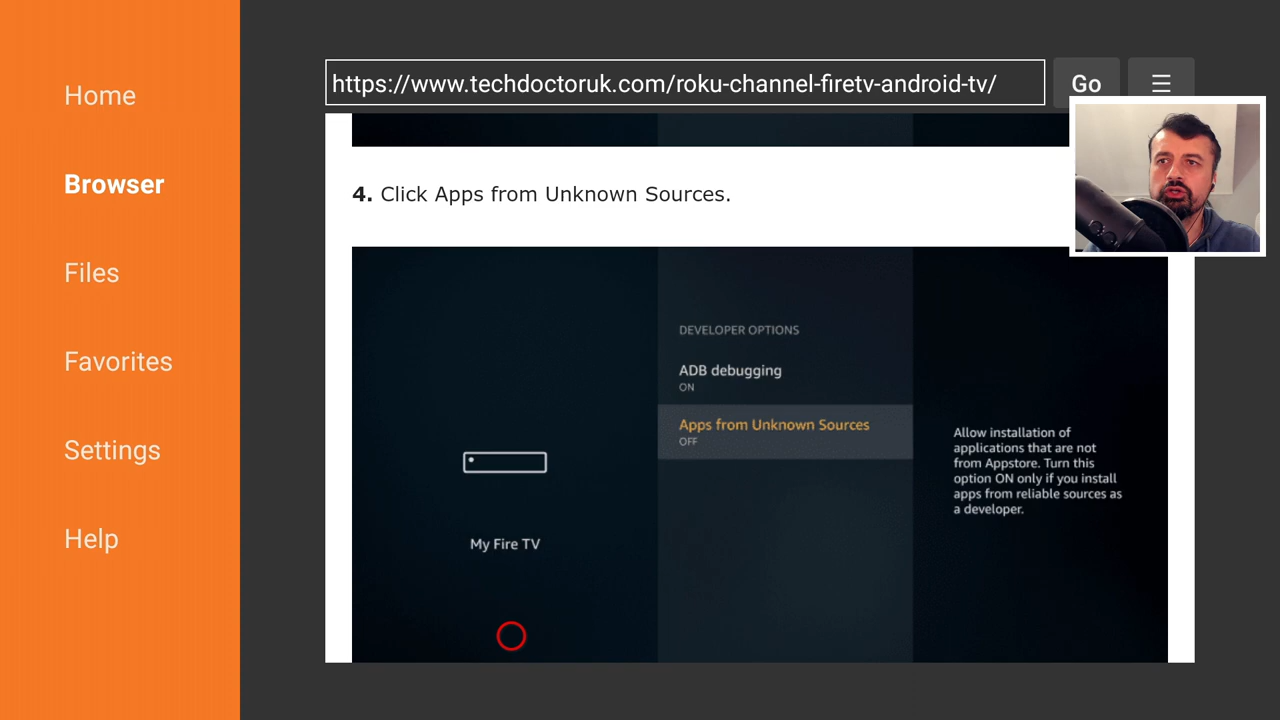 Home
Browser
Files
Favorites
Settings
Help
https://www.techdoctoruk.com/roku-channel-firetv-android-tv/
Go
4. Click Apps from Unknown Sources.
DEVELOPER OPTIONS
ADB debugging
ON
Apps from Unknown Sources
OFF
My Fire TV
Allow installation of
applications that are not
from Appstore. Turn this
option ON only if you install
apps from reliable sources as
a developer.